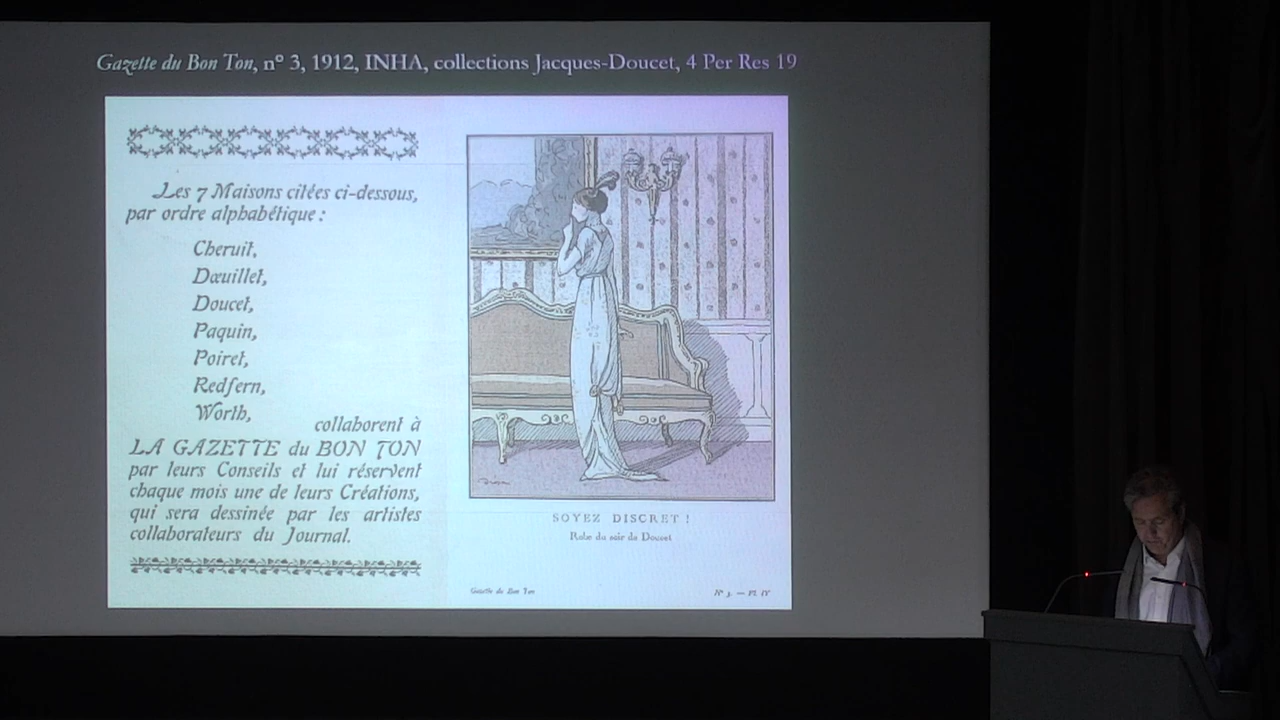 Gazette du Bon Ton, n° 3, 1912, INHA, collections Jacques-Doucet, 4 Per Res 19
Les 7 Maisons citées ci-dessous,
par ordre alphabétique :
Cheruit,
Dœuillet,
Doucet,
Paquin,
Poiret,
Redfern,
Worth,
collaborent à
LA GAZETTE du BON TON
par leurs Conseils et lui réservent
chaque mois une de leurs Créations,
qui sera dessinée par les artistes
collaborateurs du Journal.
SOYEZ DISCRET !
Robe du soir de Doucet
Gazette du Bon Ton
Nº 3. — Pl. IV